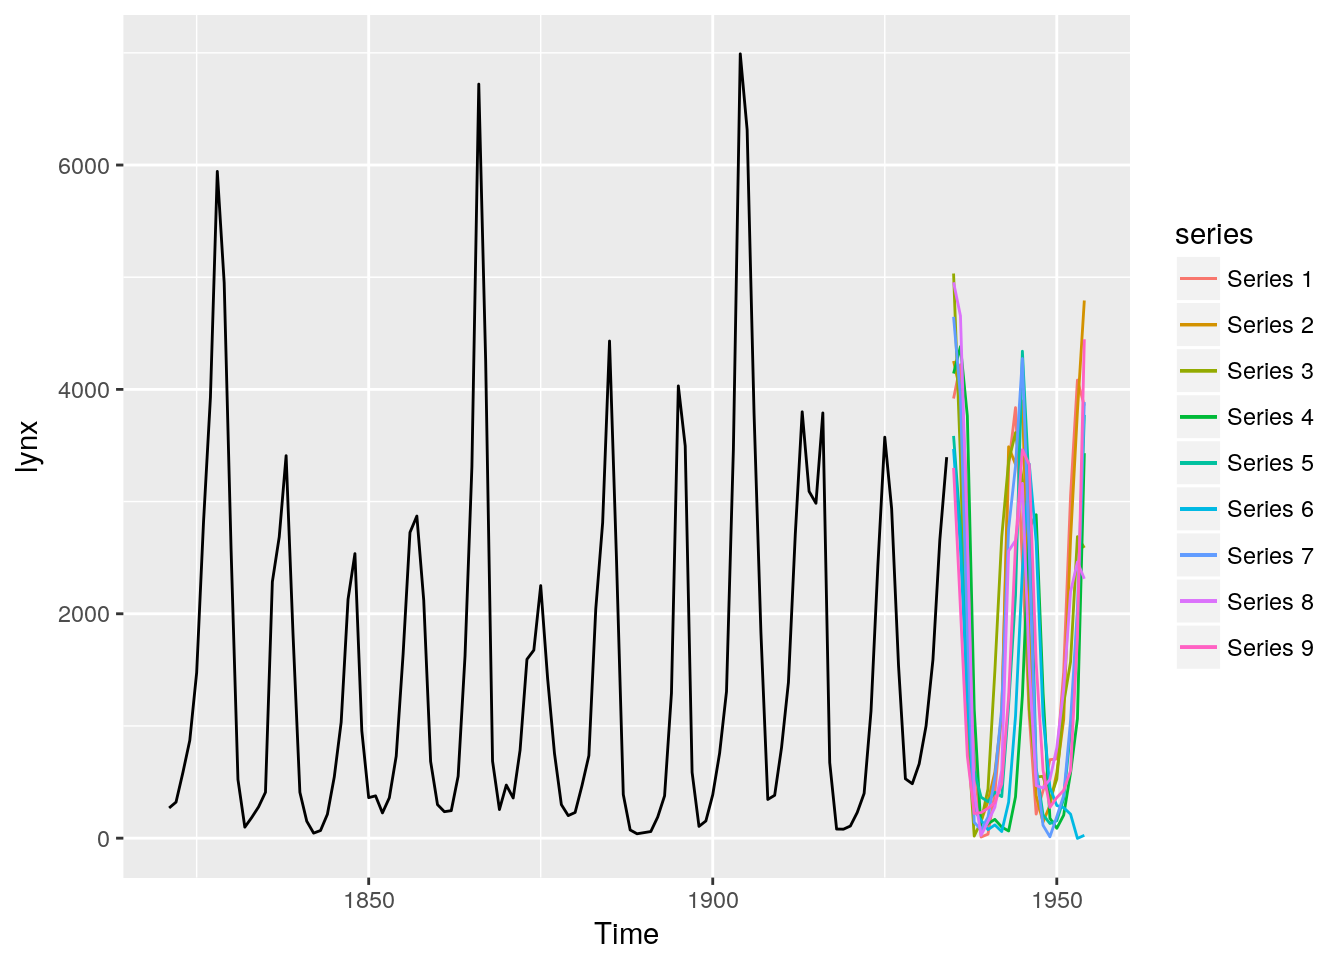 6000
4000
2000
0
lynx
1850
1900
1950
Time
series
Series 1
Series 2
Series 3
Series 4
Series 5
Series 6
Series 7
Series 8
Series 9